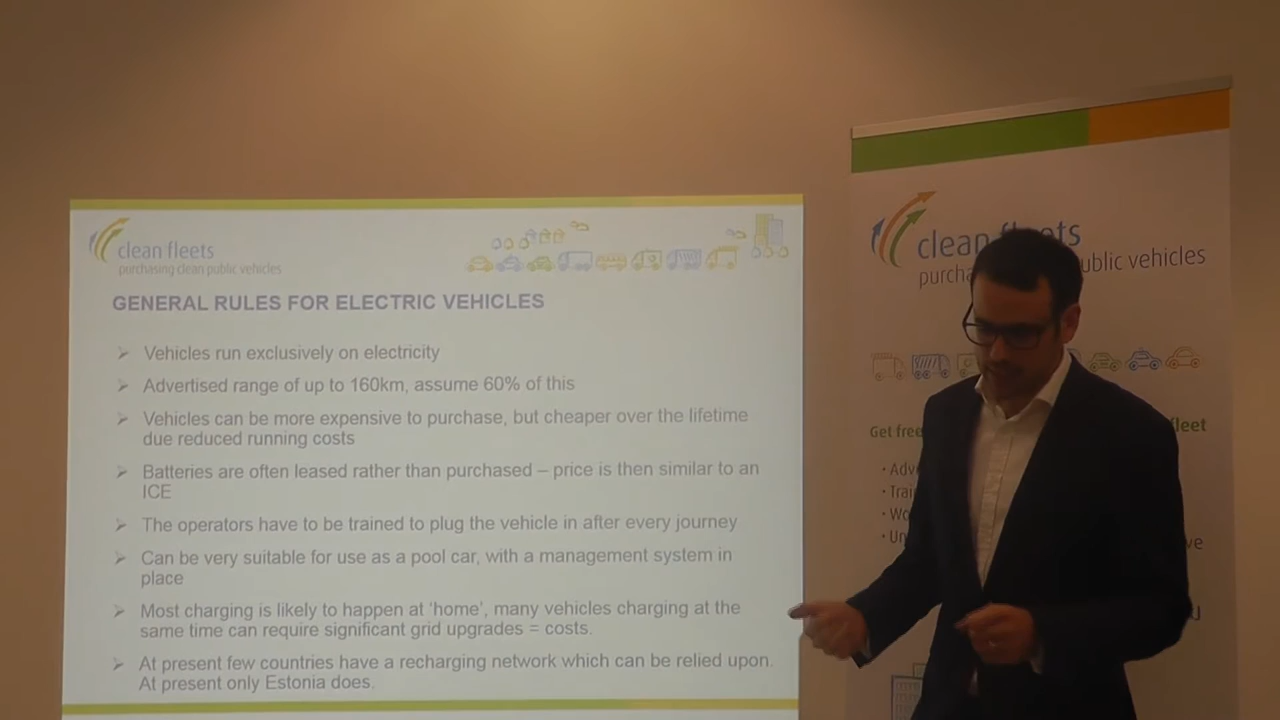 clean fleets
purchasing clean public vehicles
GENERAL RULES FOR ELECTRIC VEHICLES
Vehicles run exclusively on electricity
Advertised range of up to 160km, assume 60% of this
Vehicles can be more expensive to purchase, but cheaper over the lifetime
due reduced running costs
Batteries are often leased rather than purchased – price is then similar to an
ICE
The operators have to be trained to plug the vehicle in after every journey
Can be very suitable for use as a pool car, with a management system in
place
Most charging is likely to happen at 'home', many vehicles charging at the
same time can require significant grid upgrades = costs.
At present few countries have a recharging network which can be relied upon.
At present only Estonia does.
clean
vehicles
Get